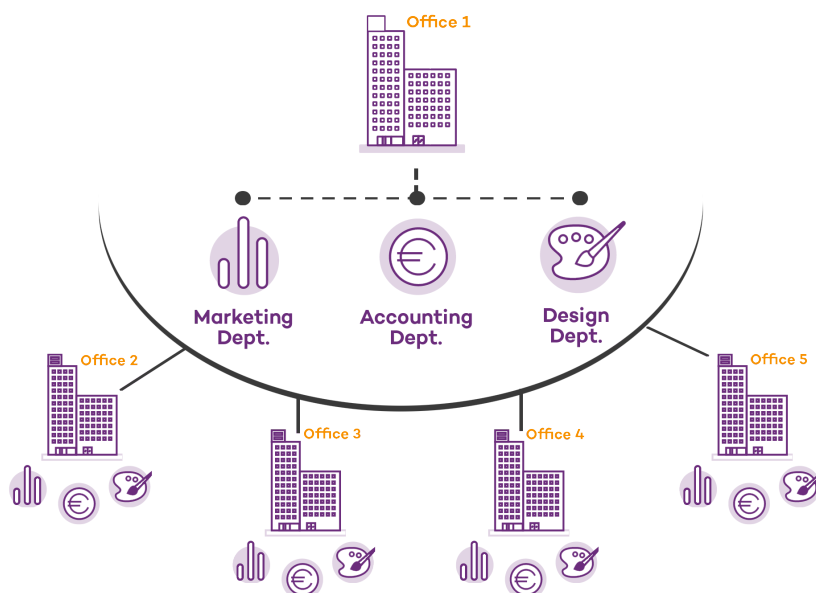 Office 1
Marketing
Dept.
Accounting
Dept.
Design
Dept.
Office 2
Office 3
Office 4
Office 5